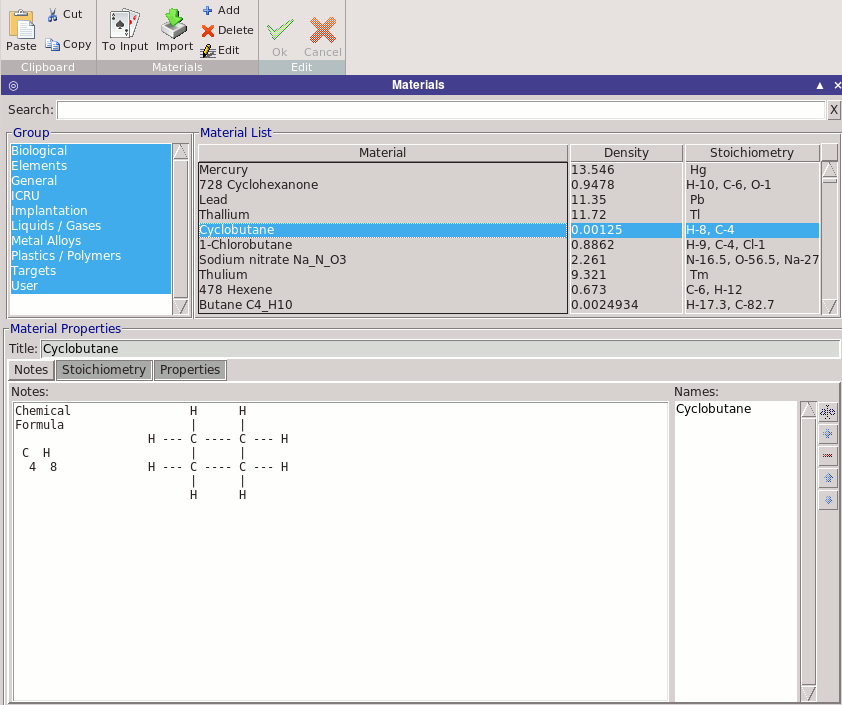 Paste Cut Copy To Input Import Add Delete Edit Ok Cancel
Clipboard Materials Edit
Materials
Search: X
Group
Biological
Elements
General
ICRU
Implantation
Liquids / Gases
Metal Alloys
Plastics / Polymers
Targets
User
Material List
Material Density Stoichiometry
Mercury 13.546 Hg
728 Cyclohexanone 0.9478 H-10, C-6, O-1
Lead 11.35 Pb
Thallium 11.72 Tl
Cyclobutane 0.00125 H-8, C-4
1-Chlorobutane 0.8862 H-9, C-4, Cl-1
Sodium nitrate Na_N_O3 2.261 N-16.5, O-56.5, Na-27
Thulium 9.321 Tm
478 Hexene 0.673 C-6, H-12
Butane C4_H10 0.0024934 H-17.3, C-82.7
Material Properties
Title: Cyclobutane
Notes Stoichiometry Properties
Notes:
Chemical H H
Formula | |
H --- C ---- C --- H
C H | |
4 8 H --- C ---- C --- H
| |
H H
Names:
Cyclobutane